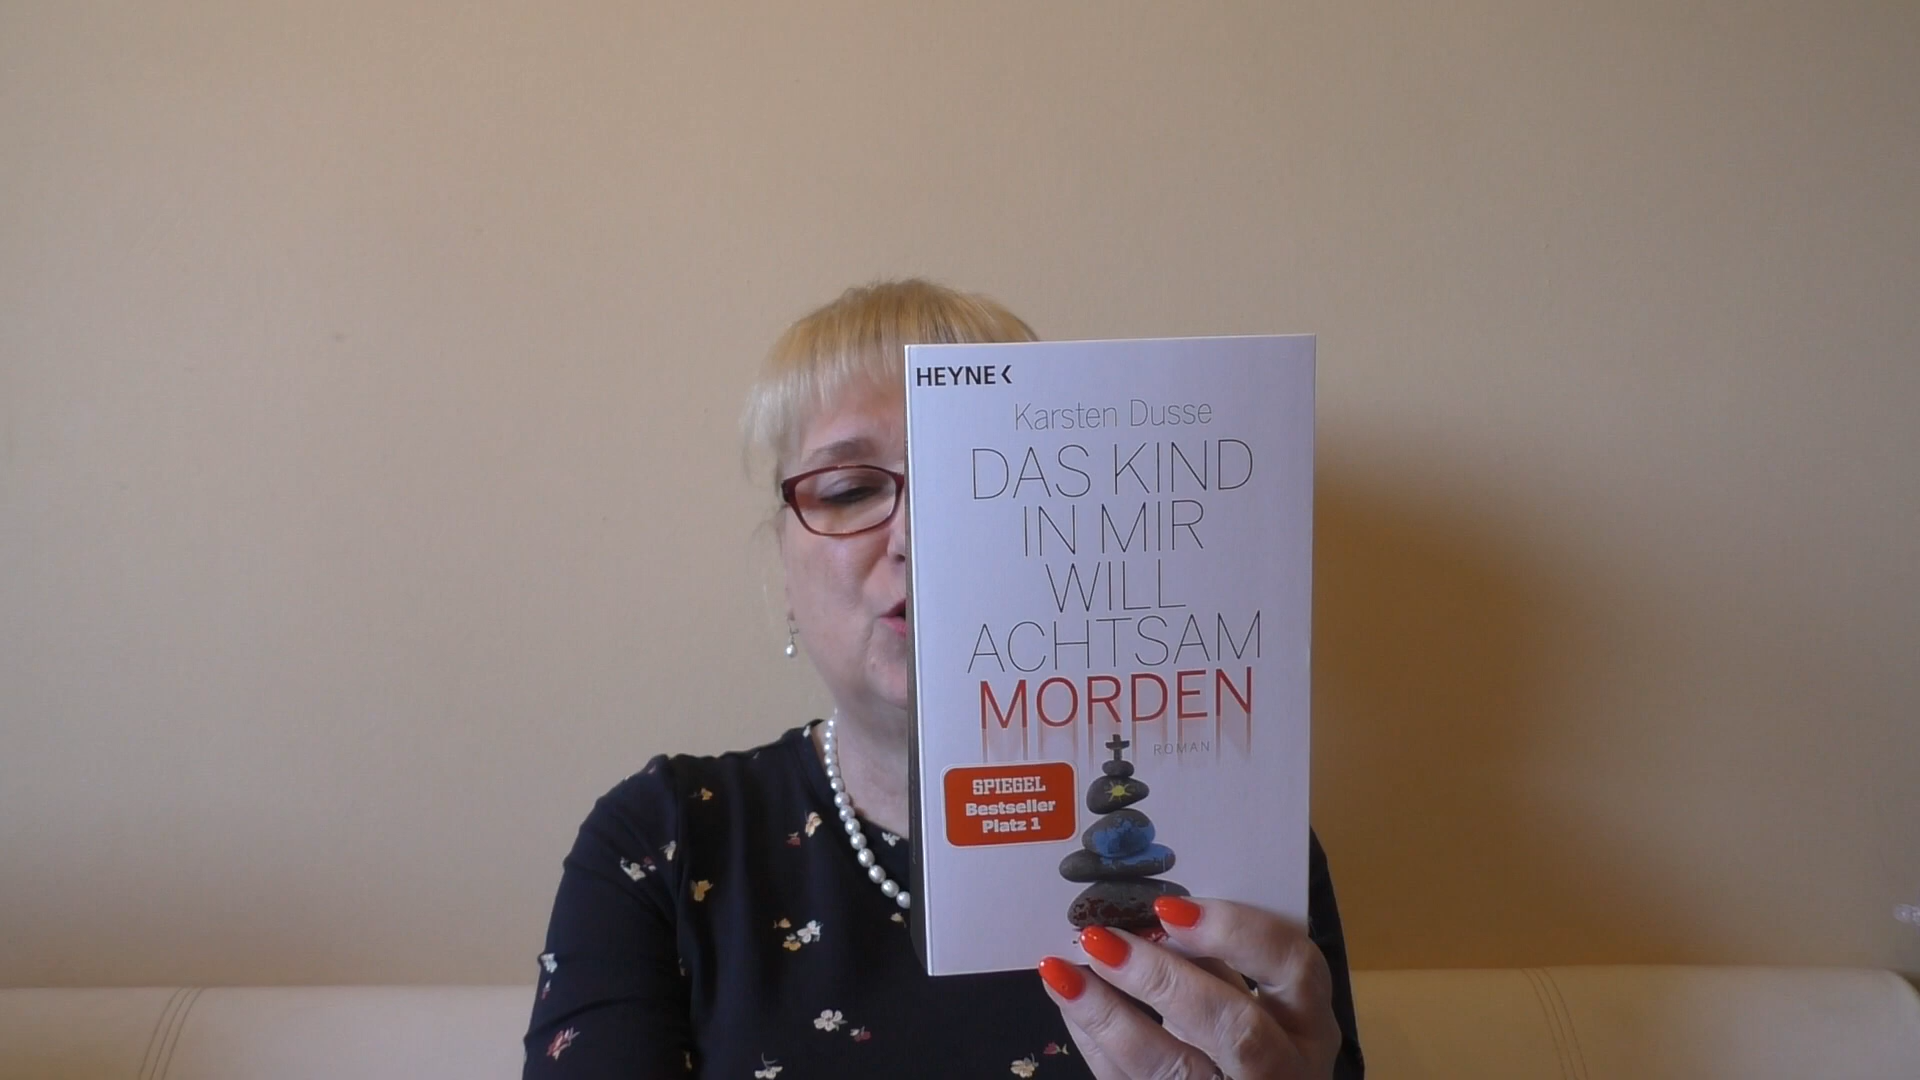 HEYNE<
Karsten Dusse
DAS KIND
IN MIR
WILL
ACHTSAM
MORDEN
ROMAN
SPIEGEL
Bestseller
Platz 1